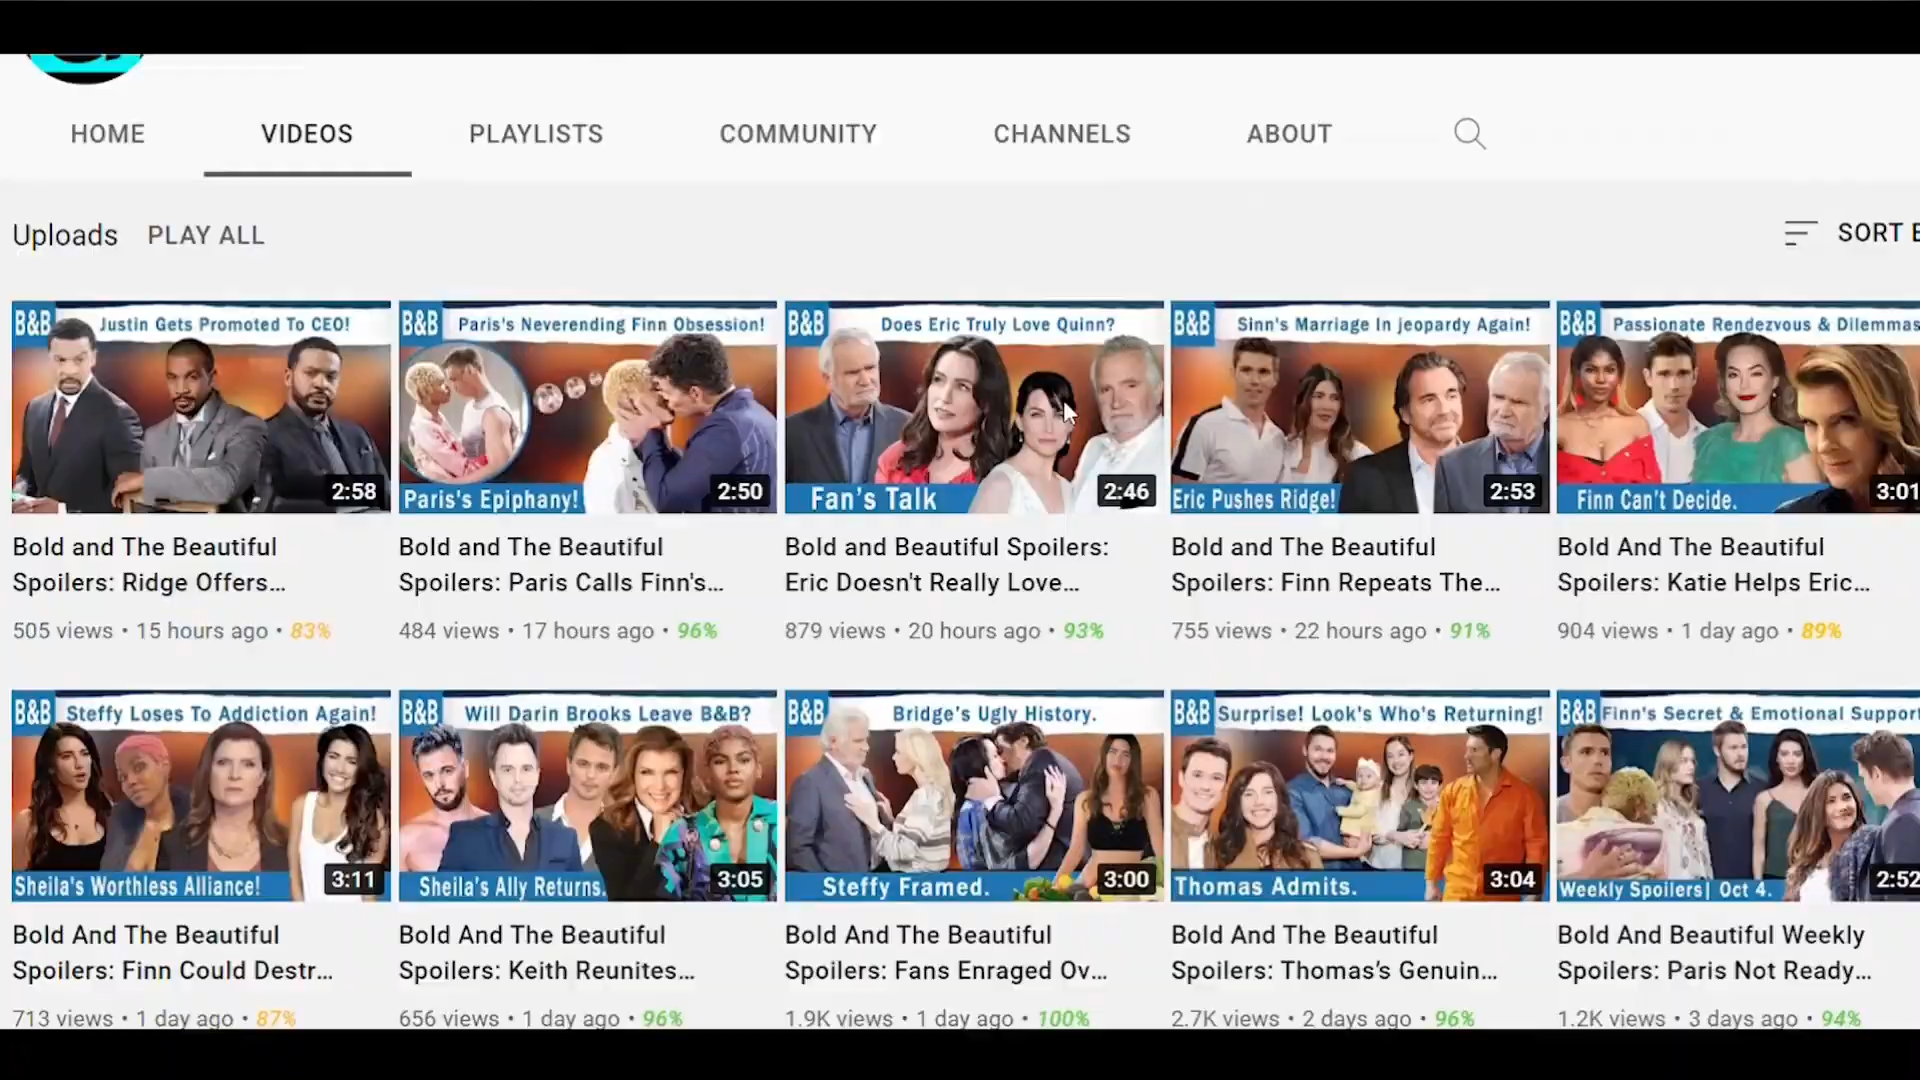 HOME VIDEOS PLAYLISTS COMMUNITY CHANNELS ABOUT
Uploads PLAY ALL
SORT
B&B Justin Gets Promoted To CEO!
2:58
Bold and The Beautiful
Spoilers: Ridge Offers...
505 views • 15 hours ago • 83%
B&B Paris's Neverending Finn Obsession!
Paris's Epiphany!
2:50
Bold and The Beautiful
Spoilers: Paris Calls Finn's...
484 views • 17 hours ago • 96%
B&B Does Eric Truly Love Quinn?
Fan's Talk
2:46
Bold and Beautiful Spoilers:
Eric Doesn't Really Love...
879 views • 20 hours ago • 93%
B&B Sinn's Marriage In jeopardy Again!
Eric Pushes Ridge!
2:53
Bold and The Beautiful
Spoilers: Finn Repeats The...
755 views • 22 hours ago • 91%
B&B Passionate Rendezvous & Dilemmas
Finn Can't Decide.
3:01
Bold And The Beautiful
Spoilers: Katie Helps Eric...
904 views • 1 day ago • 89%
B&B Steffy Loses To Addiction Again!
Sheila's Worthless Alliance!
3:11
Bold And The Beautiful
Spoilers: Finn Could Destr...
713 views • 1 day ago • 87%
B&B Will Darin Brooks Leave B&B?
Sheila's Ally Returns.
3:05
Bold And The Beautiful
Spoilers: Keith Reunites...
656 views • 1 day ago • 96%
B&B Bridge's Ugly History.
Steffy Framed.
3:00
Bold And The Beautiful
Spoilers: Fans Enraged Ov...
1.9K views • 1 day ago • 100%
B&B Surprise! Look's Who's Returning!
Thomas Admits.
3:04
Bold And The Beautiful
Spoilers: Thomas's Genuin...
2.7K views • 2 days ago • 96%
B&B Finn's Secret & Emotional Support
Weekly Spoilers| Oct 4.
2:52
Bold And Beautiful Weekly
Spoilers: Paris Not Ready...
1.2K views • 3 days ago • 94%